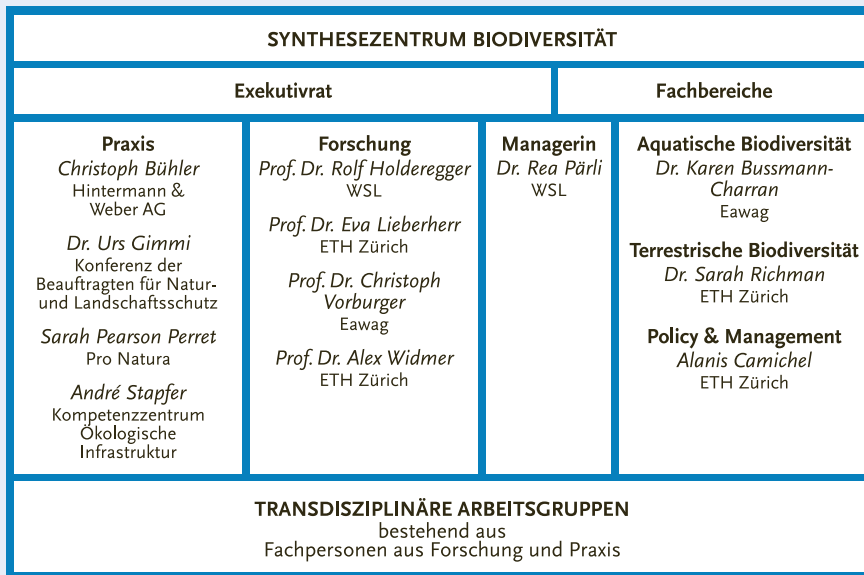 SYNTHESEZENTRUM BIODIVERSITÄT
Exekutivrat
Fachbereiche
Praxis
Christoph Bühler
Hintermann &
Weber AG
Dr. Urs Gimmi
Konferenz der
Beauftragten für Natur-
und Landschaftsschutz
Sarah Pearson Perret
Pro Natura
André Stapfer
Kompetenzzentrum
Ökologische
Infrastruktur
Forschung
Prof. Dr. Rolf Holderegger
WSL
Prof. Dr. Eva Lieberherr
ETH Zürich
Prof. Dr. Christoph
Vorburger
Eawag
Prof. Dr. Alex Widmer
ETH Zürich
Managerin
Dr. Rea Pärli
WSL
Aquatische Biodiversität
Dr. Karen Bussmann-
Charran
Eawag
Terrestrische Biodiversität
Dr. Sarah Richman
ETH Zürich
Policy & Management
Alanis Camichel
ETH Zürich
TRANSDISZIPLINÄRE ARBEITSGRUPPEN
bestehend aus
Fachpersonen aus Forschung und Praxis